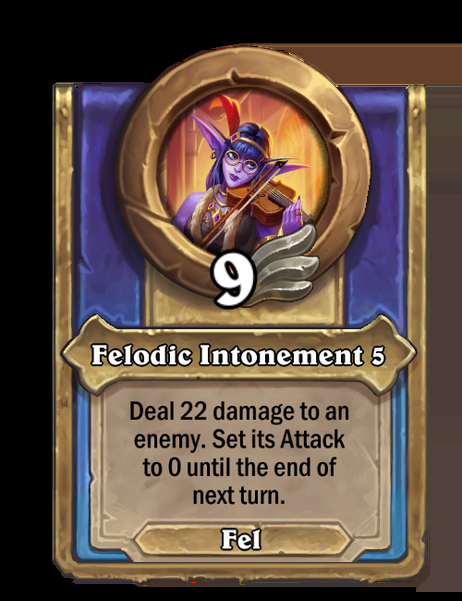 9
Felodic Intonement 5
Deal 22 damage to an
enemy. Set its Attack
to 0 until the end of
next turn.
Fel